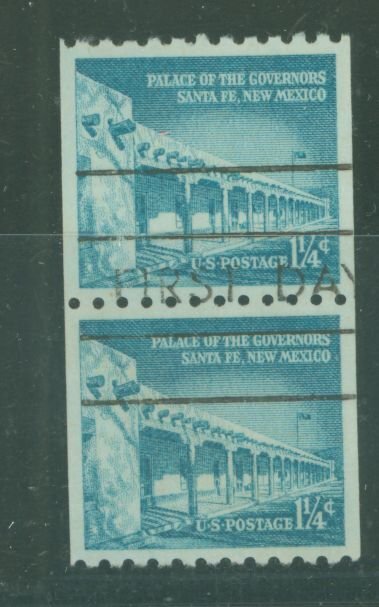 PALACE OF THE GOVERNORS
SANTA FE, NEW MEXICO
U·S·POSTAGE 1¼¢
FIRST DAY
PALACE OF THE GOVERNORS
SANTA FE, NEW MEXICO
U·S·POSTAGE 1¼¢